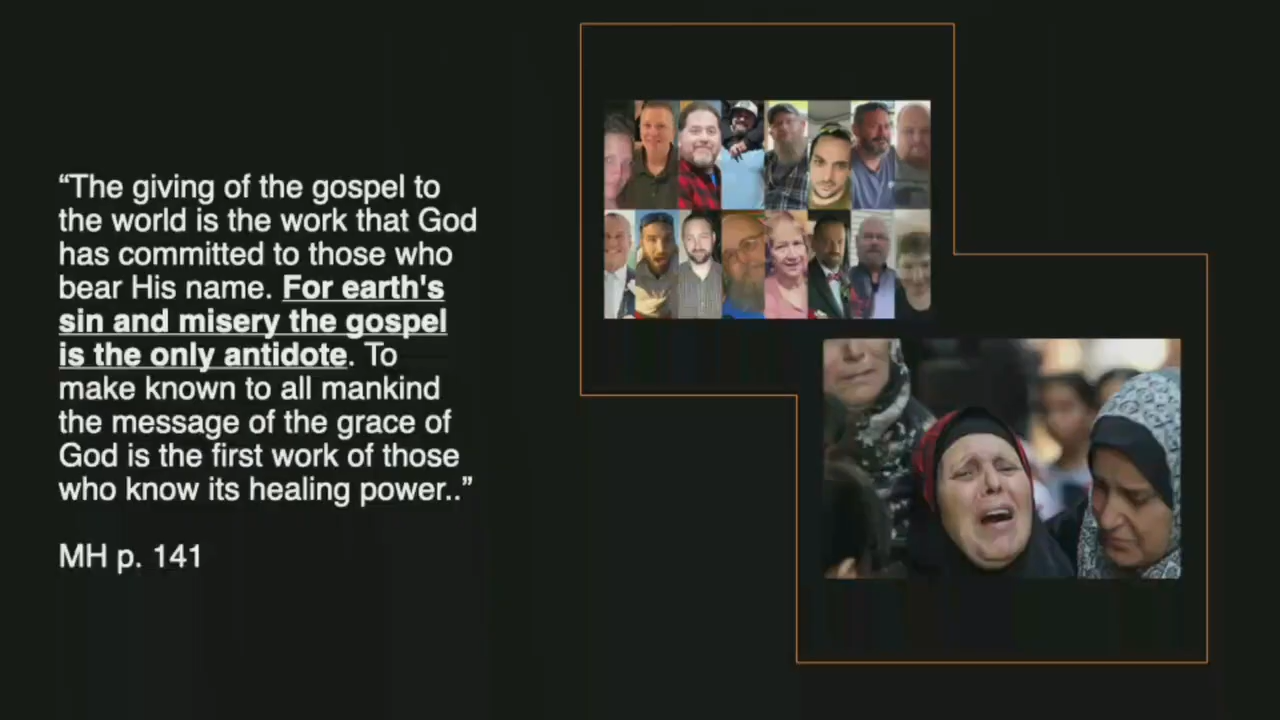 “The giving of the gospel to
the world is the work that God
has committed to those who
bear His name. For earth's
sin and misery the gospel
is the only antidote. To
make known to all mankind
the message of the grace of
God is the first work of those
who know its healing power..”
MH p. 141